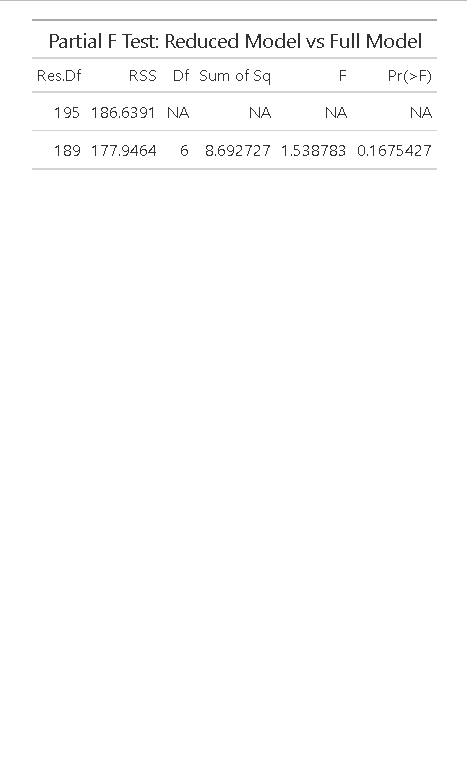 Partial F Test: Reduced Model vs Full Model
Res.Df RSS Df Sum of Sq F Pr(>F)
195 186.6391 NA NA NA NA
189 177.9464 6 8.692727 1.538783 0.1675427